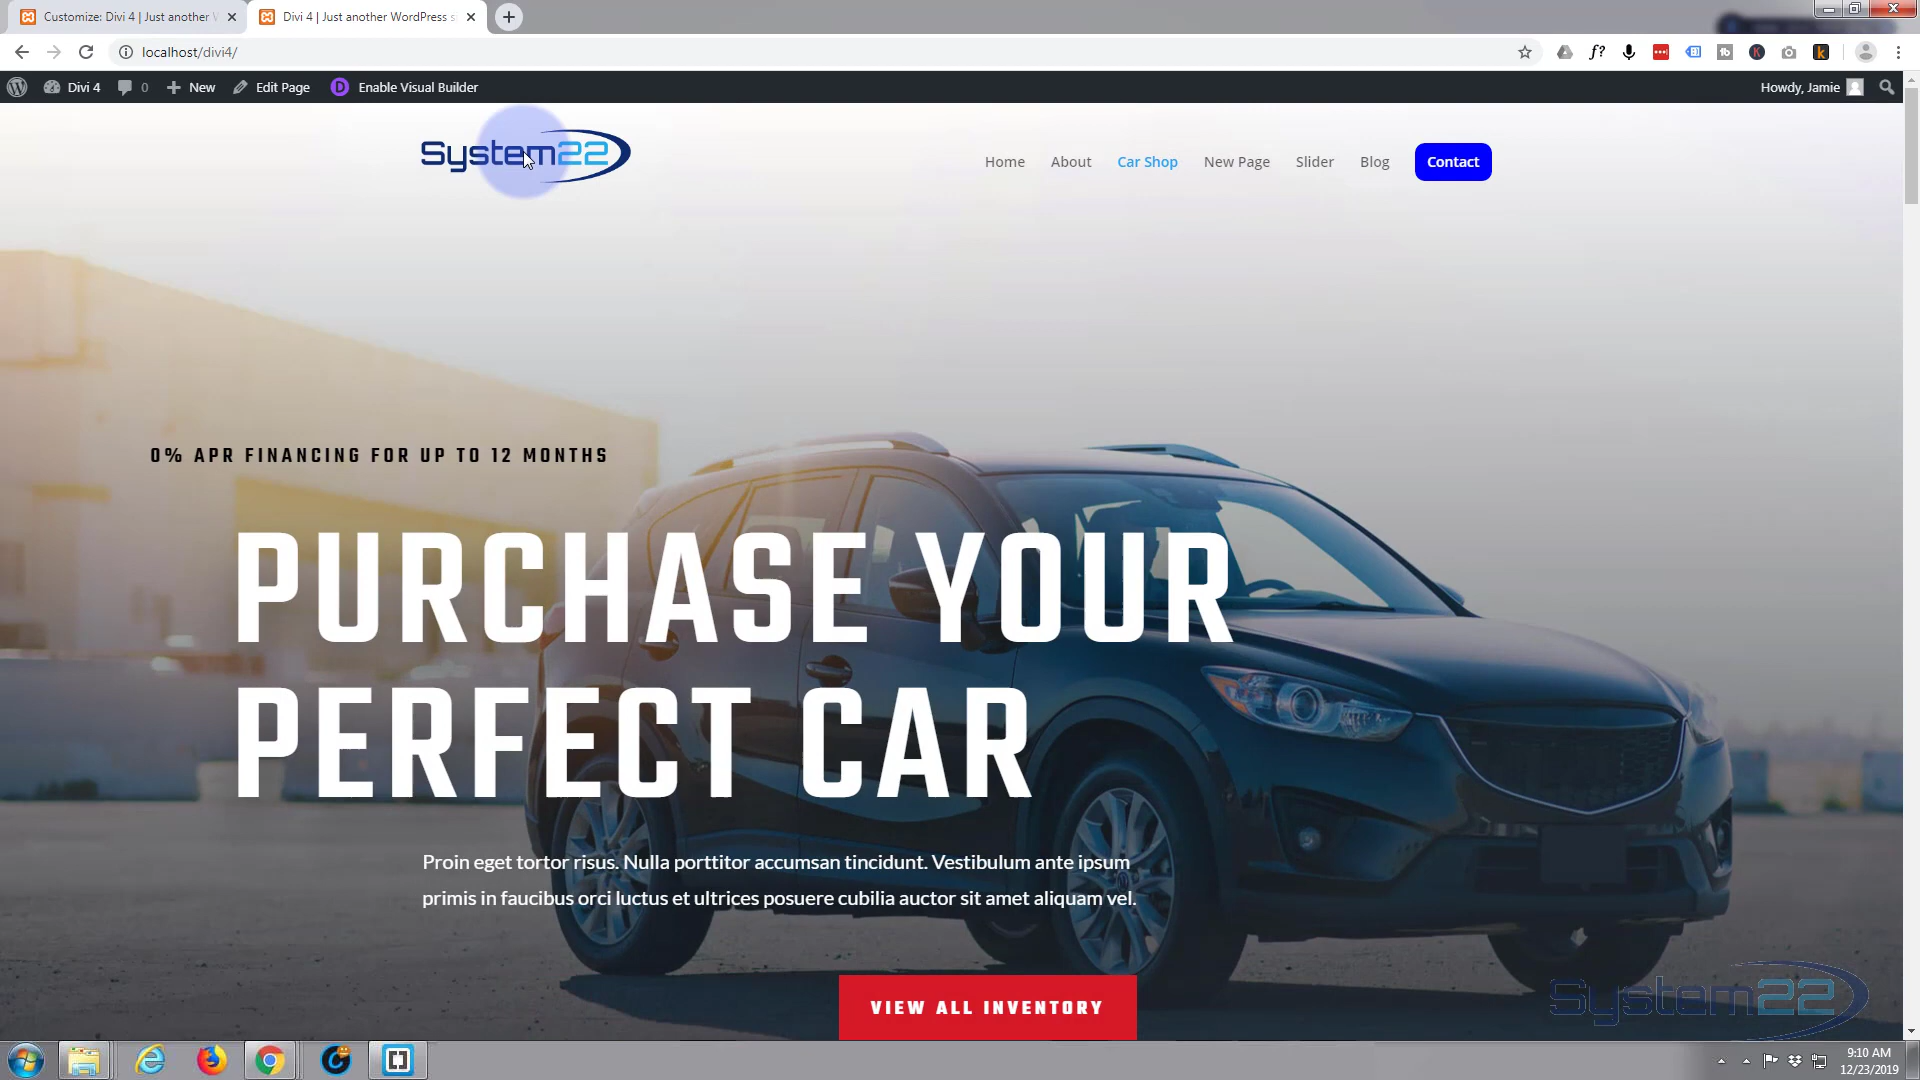 Customize: Divi 4 | Just another W
Divi 4 | Just another WordPress s
localhost/divi4/
Divi 4
0
New
Edit Page
D
Enable Visual Builder
Howdy, Jamie
System22
Home
About
Car Shop
New Page
Slider
Blog
Contact
0% APR FINANCING FOR UP TO 12 MONTHS
PURCHASE YOUR
PERFECT CAR
Proin eget tortor risus. Nulla porttitor accumsan tincidunt. Vestibulum ante ipsum
primis in faucibus orci luctus et ultrices posuere cubilia auctor sit amet aliquam vel.
VIEW ALL INVENTORY
System22
9:10 AM
12/23/2019